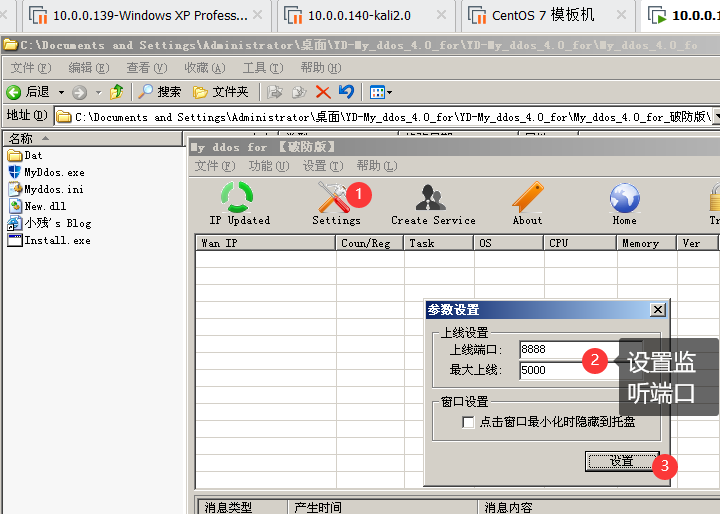 10.0.0.139-Windows XP Profess...
10.0.0.140-kali2.0
CentOS 7 模板机
10.0.0.1
C:\Documents and Settings\Administrator\桌面\YD-My_ddos_4.0_for\YD-My_ddos_4.0_for\My_ddos_4.0_fo
文件(F) 编辑(E) 查看(V) 收藏(A) 工具(T) 帮助(H)
后退 搜索 文件夹
地址(D) C:\Documents and Settings\Administrator\桌面\YD-My_ddos_4.0_for\YD-My_ddos_4.0_for\My_ddos_4.0_for_破防版\
名称
Dat
MyDdos.exe
Myddos.ini
New.dll
小残's Blog
Install.exe
My ddos for 【破防版】
文件(F) 功能(U) 设置(T) 帮助(L)
1
IP Updated Settings Create Service About Home Tr
Wan IP Coun/Reg Task OS CPU Memory Ver
参数设置
上线设置
上线端口: 8888
最大上线: 5000
2
设置监
听端口
窗口设置
点击窗口最小化时隐藏到托盘
设置
3
消息类型 产生时间 消息内容